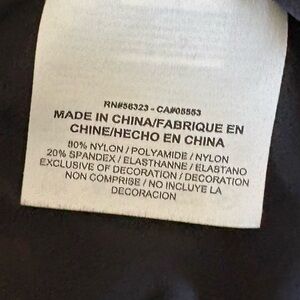 RN#56323 - CA#05553
MADE IN CHINA/FABRIQUE EN
CHINE/HECHO EN CHINA
80% NYLON / POLYAMIDE / NYLON
20% SPANDEX / ELASTHANNE / ELASTANO
EXCLUSIVE OF DECORATION / DECORATION
NON COMPRISE / NO INCLUYE LA
DECORACION